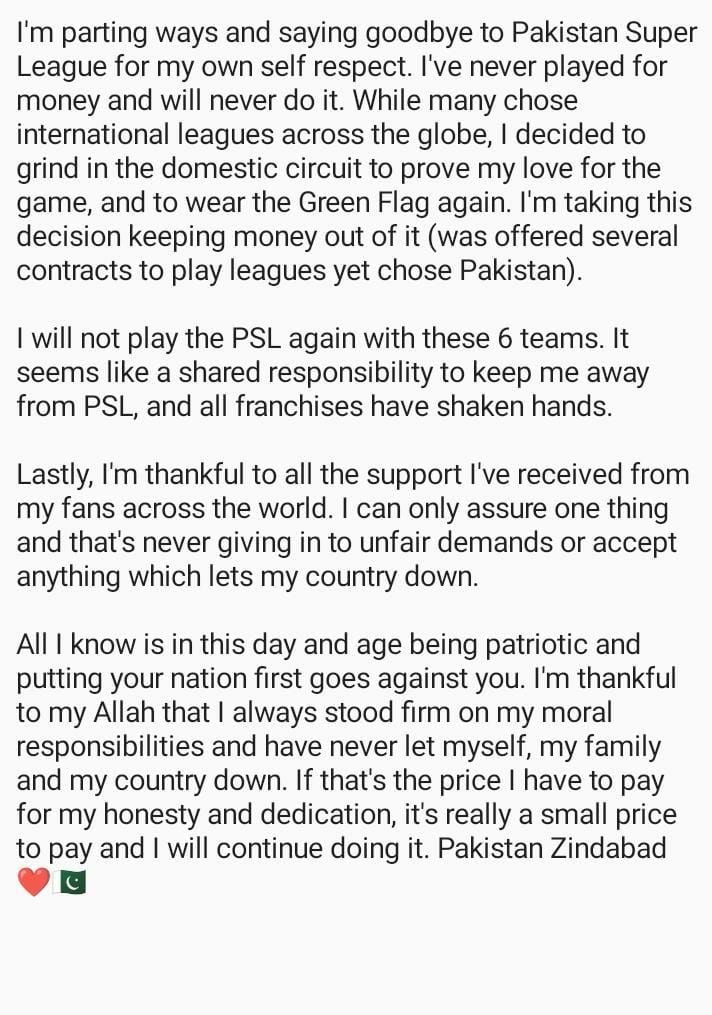 I'm parting ways and saying goodbye to Pakistan Super
League for my own self respect. I've never played for
money and will never do it. While many chose
international leagues across the globe, I decided to
grind in the domestic circuit to prove my love for the
game, and to wear the Green Flag again. I'm taking this
decision keeping money out of it (was offered several
contracts to play leagues yet chose Pakistan).
I will not play the PSL again with these 6 teams. It
seems like a shared responsibility to keep me away
from PSL, and all franchises have shaken hands.
Lastly, I'm thankful to all the support I've received from
my fans across the world. I can only assure one thing
and that's never giving in to unfair demands or accept
anything which lets my country down.
All I know is in this day and age being patriotic and
putting your nation first goes against you. I'm thankful
to my Allah that I always stood firm on my moral
responsibilities and have never let myself, my family
and my country down. If that's the price I have to pay
for my honesty and dedication, it's really a small price
to pay and I will continue doing it. Pakistan Zindabad
❤️🇵🇰